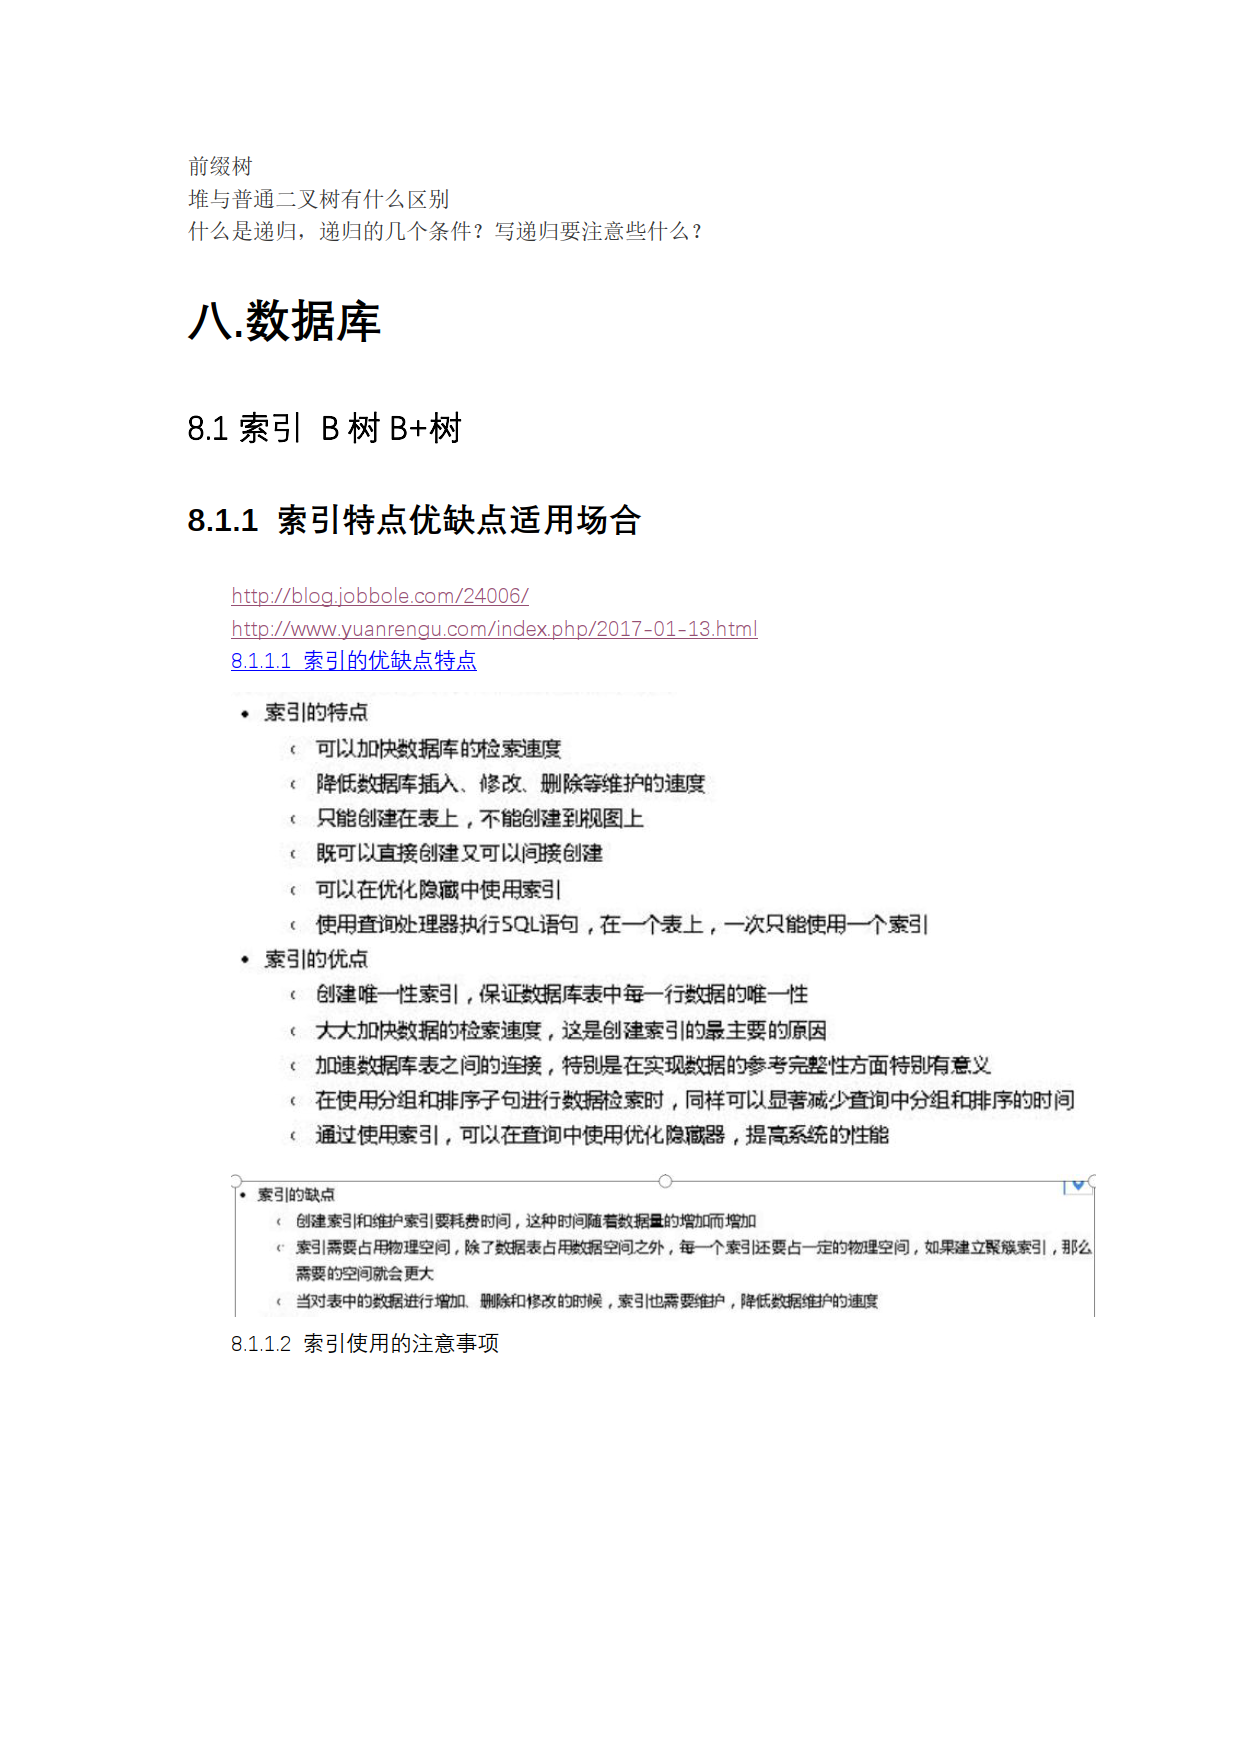 前缀树
堆与普通二叉树有什么区别
什么是递归，递归的几个条件？写递归要注意些什么？
八.数据库
8.1 索引 B 树 B+树
8.1.1 索引特点优缺点适用场合
http://blog.jobbole.com/24006/
http://www.yuanrengu.com/index.php/2017-01-13.html
8.1.1.1 索引的优缺点特点
• 索引的特点
可以加快数据库的检索速度
降低数据库插入、修改、删除等维护的速度
只能创建在表上，不能创建到视图上
既可以直接创建又可以间接创建
可以在优化隐藏中使用索引
使用查询处理器执行SQL语句，在一个表上，一次只能使用一个索引
• 索引的优点
创建唯一性索引，保证数据库表中每一行数据的唯一性
大大加快数据的检索速度，这是创建索引的最主要的原因
加速数据库表之间的连接，特别是在实现数据的参考完整性方面特别有意义
在使用分组和排序子句进行数据检索时，同样可以显著减少查询中分组和排序的时间
通过使用索引，可以在查询中使用优化隐藏器，提高系统的性能
• 索引的缺点
创建索引和维护索引要耗费时间，这种时间随着数据量的增加而增加
索引需要占用物理空间，除了数据表占用数据空间之外，每一个索引还要占一定的物理空间，如果建立聚簇索引，那么
需要的空间就会更大
当对表中的数据进行增加、删除和修改的时候，索引也需要维护，降低数据维护的速度
8.1.1.2 索引使用的注意事项